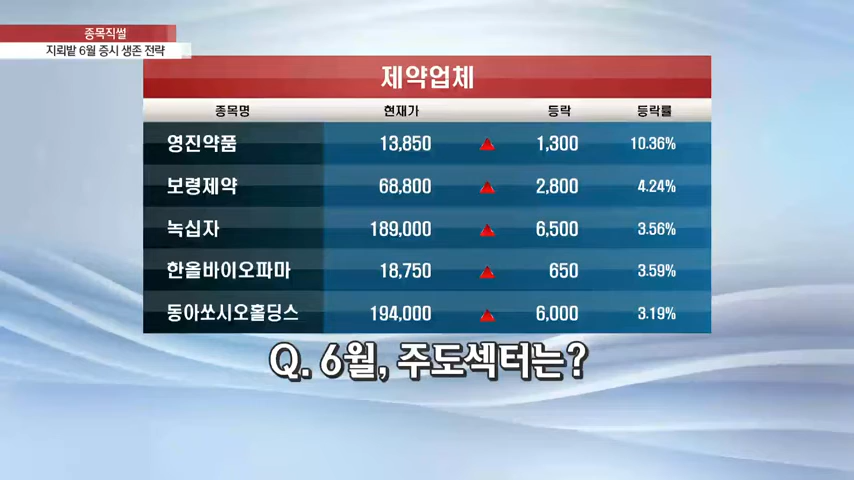 종목직썰
지뢰밭 6월 증시 생존 전략
제약업체
종목명 현재가 등락 등락률
영진약품 13,850 ▲ 1,300 10.36%
보령제약 68,800 ▲ 2,800 4.24%
녹십자 189,000 ▲ 6,500 3.56%
한올바이오파마 18,750 ▲ 650 3.59%
동아쏘시오홀딩스 194,000 ▲ 6,000 3.19%
Q. 6월, 주도섹터는?